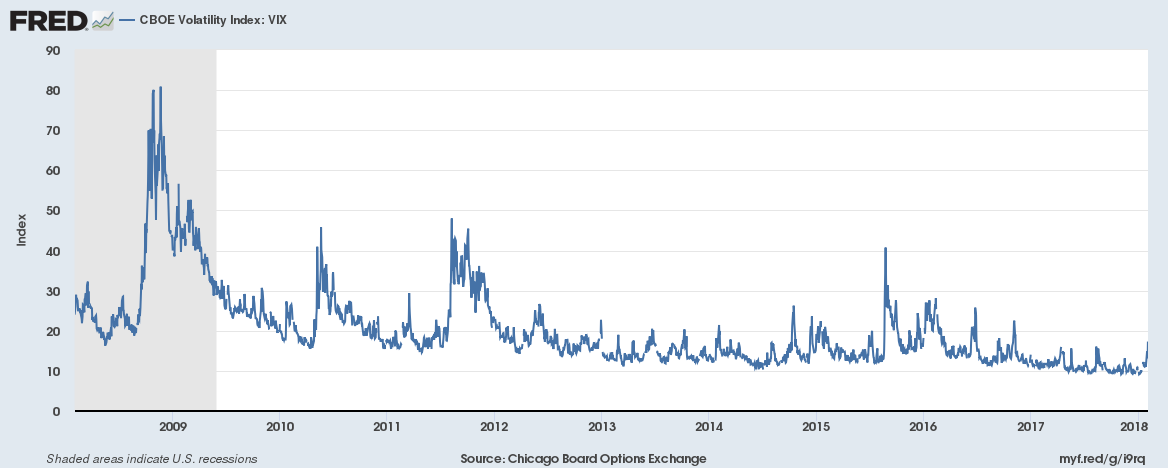 FRED CBOE Volatility Index: VIX
90
80
70
60
50
40
30
20
10
0
Index
2009 2010 2011 2012 2013 2014 2015 2016 2017 2018
Shaded areas indicate U.S. recessions Source: Chicago Board Options Exchange myf.red/g/i9rq